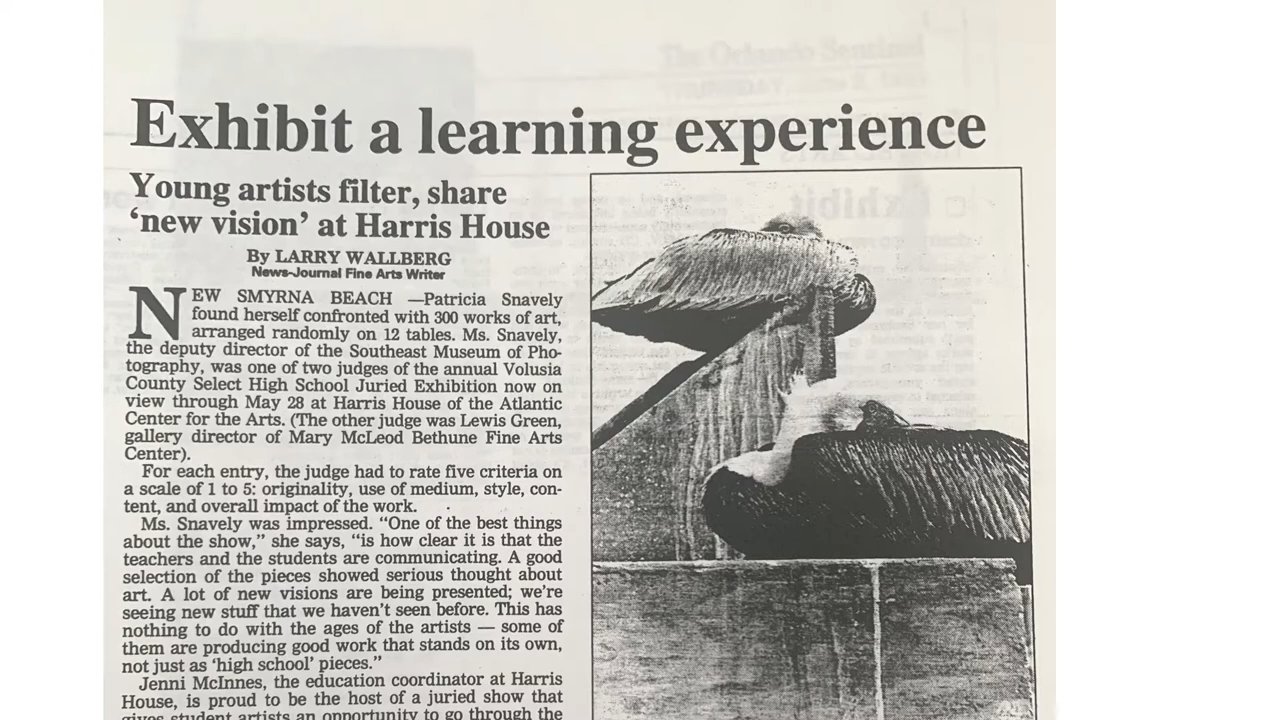 Exhibit a learning experience
Young artists filter, share
‘new vision’ at Harris House
By LARRY WALLBERG
News-Journal Fine Arts Writer
NEW SMYRNA BEACH —Patricia Snavely
found herself confronted with 300 works of art,
arranged randomly on 12 tables. Ms. Snavely,
the deputy director of the Southeast Museum of Pho-
tography, was one of two judges of the annual Volusia
County Select High School Juried Exhibition now on
view through May 28 at Harris House of the Atlantic
Center for the Arts. (The other judge was Lewis Green,
gallery director of Mary McLeod Bethune Fine Arts
Center).
For each entry, the judge had to rate five criteria on
a scale of 1 to 5: originality, use of medium, style, con-
tent, and overall impact of the work.
Ms. Snavely was impressed. “One of the best things
about the show,” she says, “is how clear it is that the
teachers and the students are communicating. A good
selection of the pieces showed serious thought about
art. A lot of new visions are being presented; we’re
seeing new stuff that we haven’t seen before. This has
nothing to do with the ages of the artists — some of
them are producing good work that stands on its own,
not just as ‘high school’ pieces.”
Jenni McInnes, the education coordinator at Harris
House, is proud to be the host of a juried show that
gives student artists an opportunity to go through the